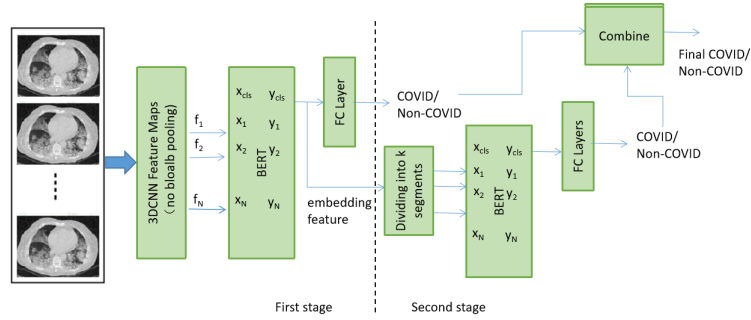 3DCNN Feature Maps
(no bloalb pooling)
f1
f2
fN
xcls ycls
x1 y1
x2 y2
xN yN
BERT
FC Layer
COVID/
Non-COVID
embedding
feature
First stage
Dividing into k
segments
xcls ycls
x1 y1
x2 y2
xN yN
BERT
FC Layers
COVID/
Non-COVID
Combine
Final COVID/
Non-COVID
Second stage